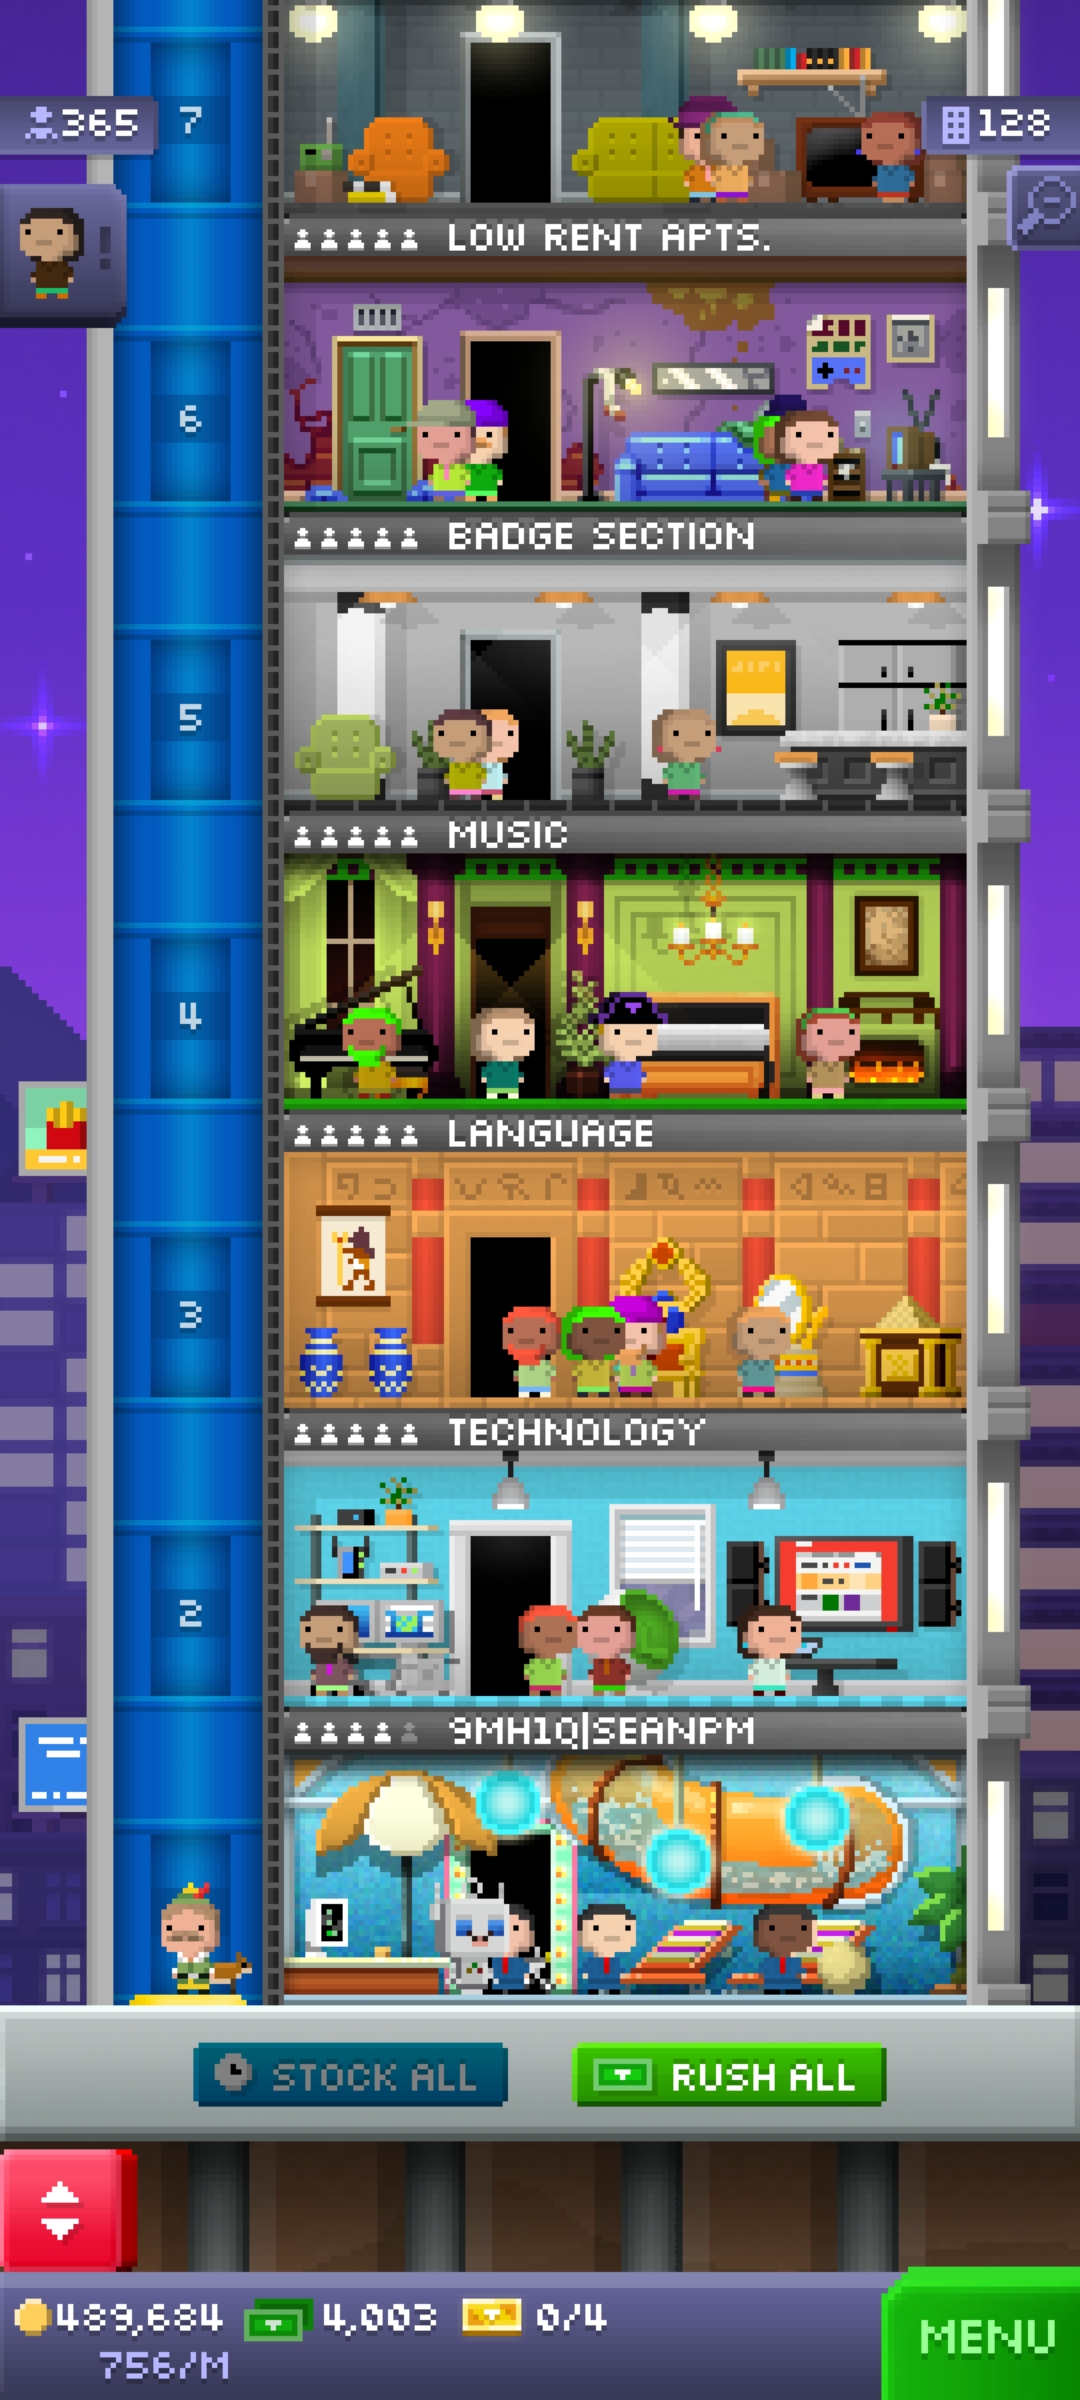 7
365
128
LOW RENT APTS.
6
BADGE SECTION
5
MUSIC
4
LANGUAGE
3
TECHNOLOGY
2
9MH1Q|SEANPM
STOCK ALL
RUSH ALL
489,684
4,003
0/4
756/M
MENU